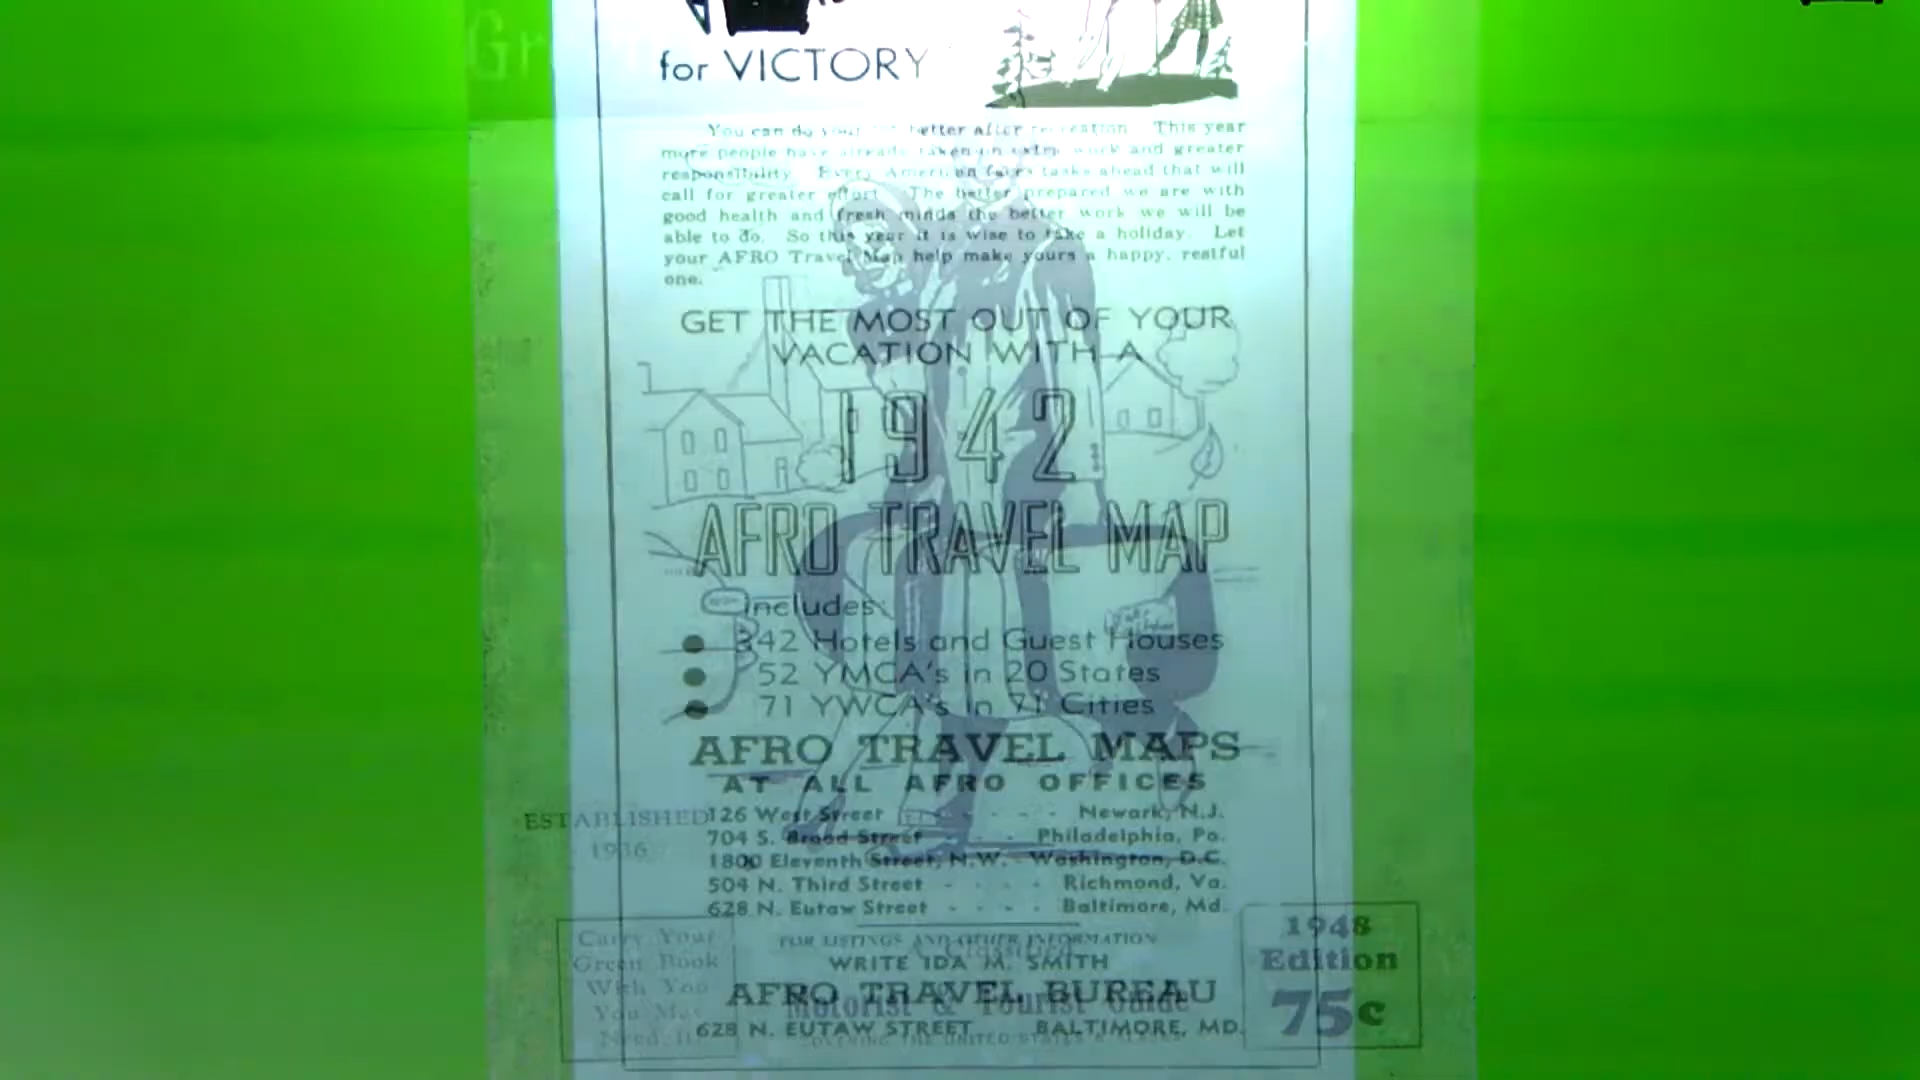 Gr
for VICTORY
You can do your better after recreation. This year
more people have already taken on extra work and greater
responsibility. Every American faces tasks ahead that will
call for greater effort. The better prepared we are with
good health and fresh minds the better work we will be
able to do. So this year it is wise to take a holiday. Let
your AFRO Travel Map help make yours a happy, restful
one.
GET THE MOST OUT OF YOUR
VACATION WITH A
1942
AFRO TRAVEL MAP
includes:
342 Hotels and Guest Houses
52 YMCA's in 20 States
71 YWCA's in 71 Cities
AFRO TRAVEL MAPS
AT ALL AFRO OFFICES
126 West Street - - - Newark, N.J.
704 S. Broad Street - - - Philadelphia, Pa.
1800 Eleventh Street, N.W. - Washington, D.C.
504 N. Third Street - - - - Richmond, Va.
628 N. Eutaw Street - - - - Baltimore, Md.
FOR LISTINGS AND OTHER INFORMATION
WRITE IDA M. SMITH
AFRO TRAVEL BUREAU
628 N. EUTAW STREET BALTIMORE, MD.
ESTABLISHED
1936
Carry Your
Green Book
With You
You May
Need It
Classified
Motorist & Tourist Guide
COVERING THE UNITED STATES & ALASKA
1948
Edition
75c